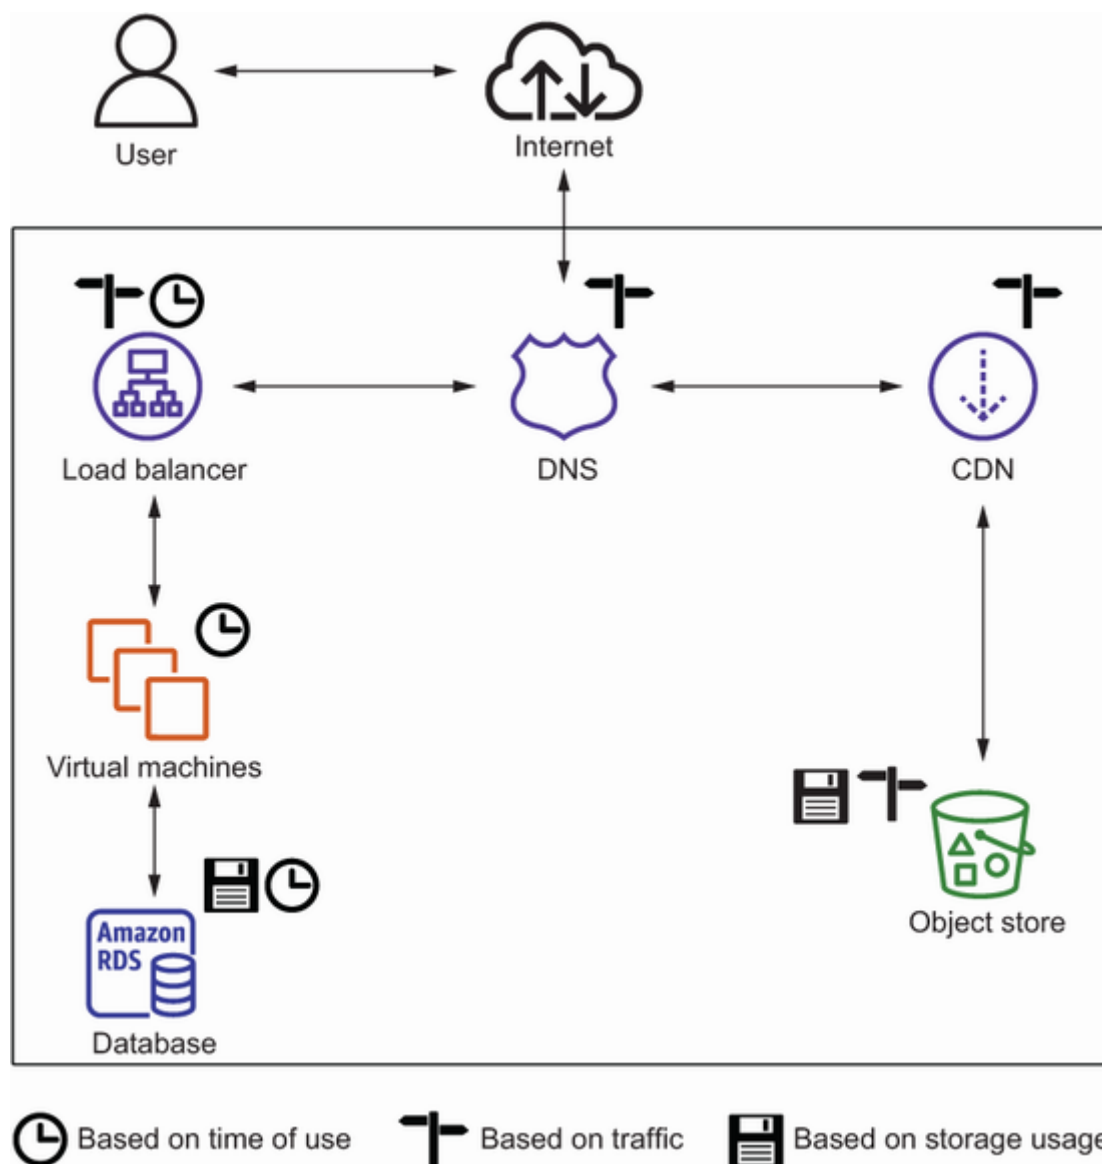 User
Internet
Load balancer
DNS
CDN
Virtual machines
Object store
Amazon
RDS
Database
Based on time of use
Based on traffic
Based on storage usage